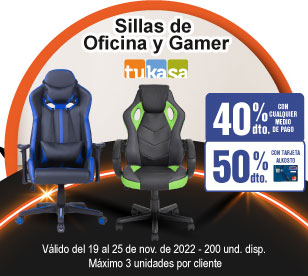 Sillas de
Oficina y Gamer
tukasa
40% dto.
CON
CUALQUIER
MEDIO
DE PAGO
50% dto.
CON TARJETA
ALKOSTO
Válido del 19 al 25 de nov. de 2022 - 200 und. disp.
Máximo 3 unidades por cliente